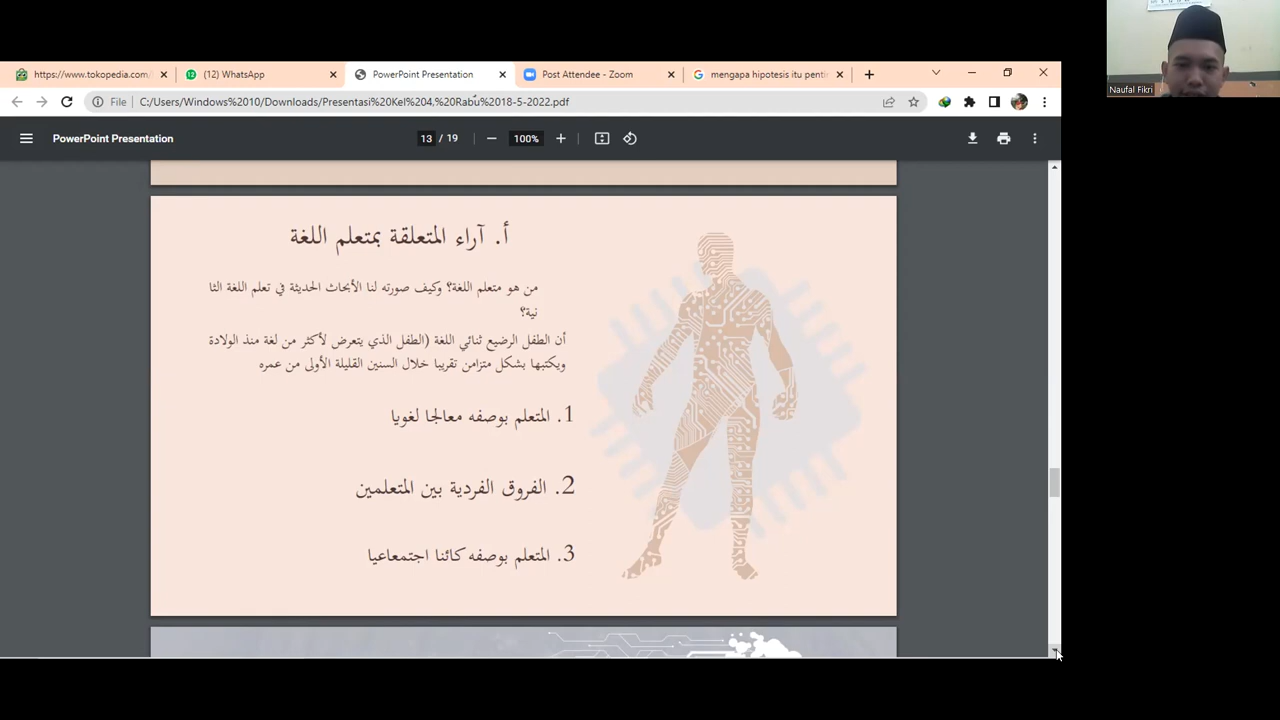 https://www.tokopedia.com/
(12) WhatsApp
PowerPoint Presentation
Post Attendee - Zoom
mengapa hipotesis itu penti
File
C:/Users/Windows%2010/Downloads/Presentasi%20Kel%204,%20Rabu%2018-5-2022.pdf
PowerPoint Presentation
13 / 19
100%
أ. آراء المتعلقة بمتعلم اللغة
من هو متعلم اللغة؟ وكيف صورته لنا الأبحاث الحديثة في تعلم اللغة الثا
نية؟
أن الطفل الرضيع ثنائي اللغة (الطفل الذي يتعرض لأكثر من لغة منذ الولادة
ويكتبها بشكل متزامن تقريبا خلال السنين القليلة الأولى من عمره
1. المتعلم بوصفه معالجا لغويا
2. الفروق الفردية بين المتعلمين
3. المتعلم بوصفه كائنا اجتمعاعيا
Naufal Fikri